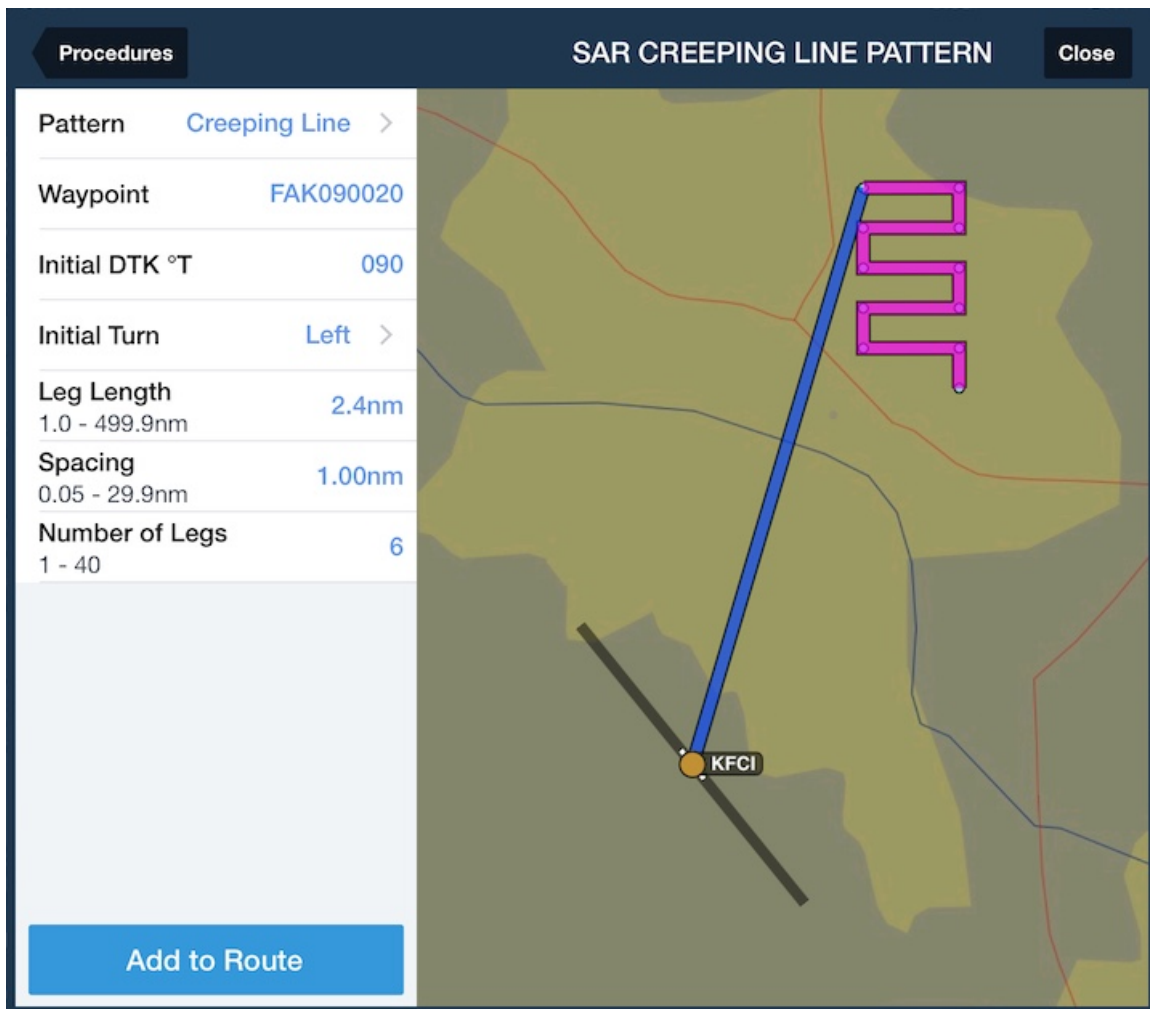 Procedures
SAR CREEPING LINE PATTERN
Close
Pattern Creeping Line
Waypoint FAK090020
Initial DTK °T 090
Initial Turn Left
Leg Length 2.4nm
1.0 - 499.9nm
Spacing 1.00nm
0.05 - 29.9nm
Number of Legs 6
1 - 40
KFCI
Add to Route